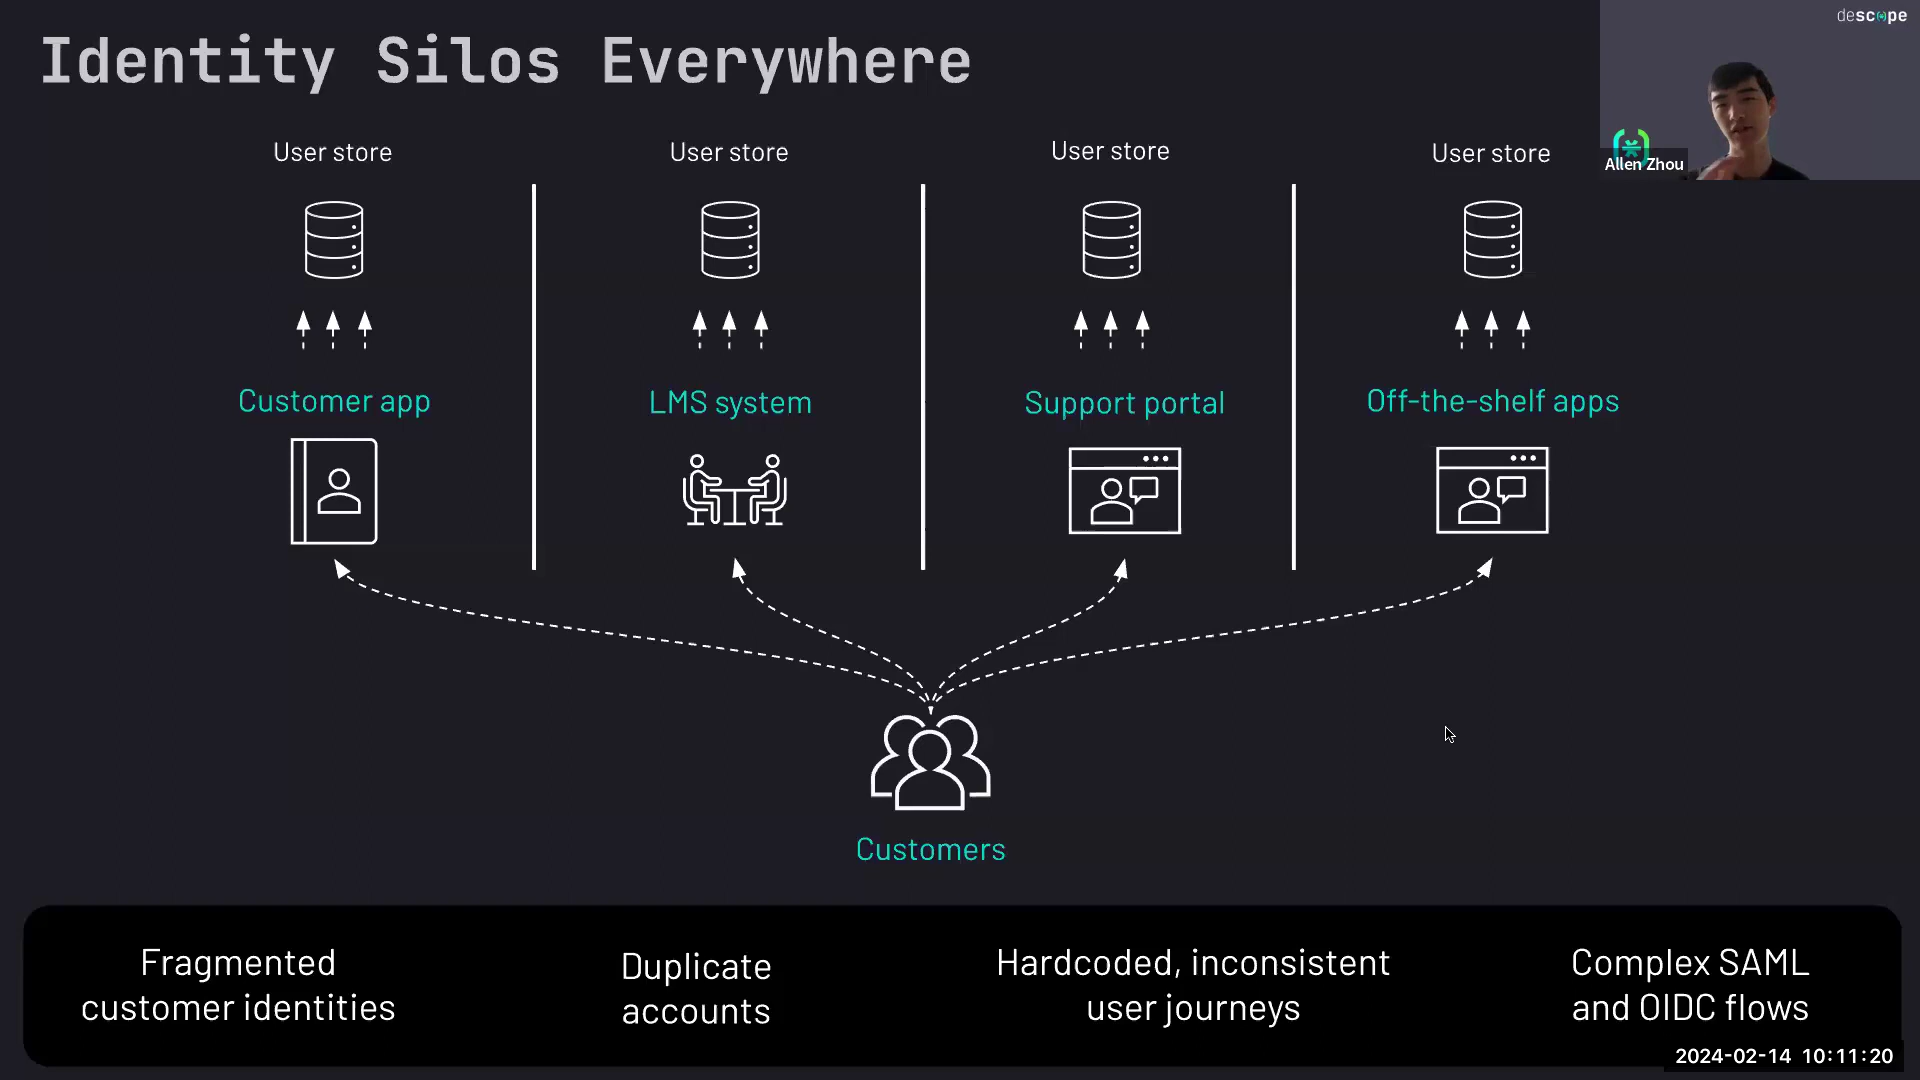 Identity Silos Everywhere
descope
Allen Zhou
User store
User store
User store
User store
Customer app
LMS system
Support portal
Off-the-shelf apps
Customers
Fragmented
customer identities
Duplicate
accounts
Hardcoded, inconsistent
user journeys
Complex SAML
and OIDC flows
2024-02-14 10:11:20